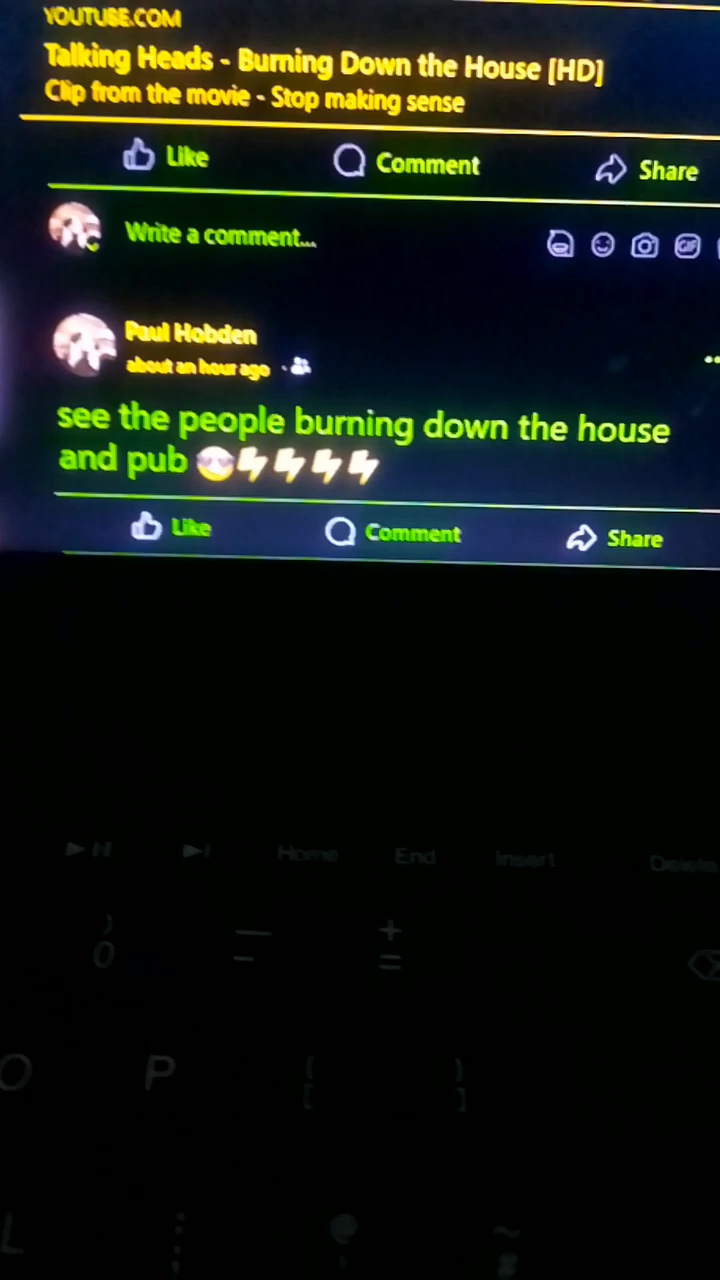 YOUTUBE.COM
Talking Heads - Burning Down the House [HD]
Clip from the movie - Stop making sense
Like Comment Share
Write a comment... GIF
Paul Hobden
about an hour ago ·
see the people burning down the house
and pub 😎⚡⚡⚡⚡
Like Comment Share
Home End Insert Delete
)
0 — - + =
O P { [ } ]
L : ; ~